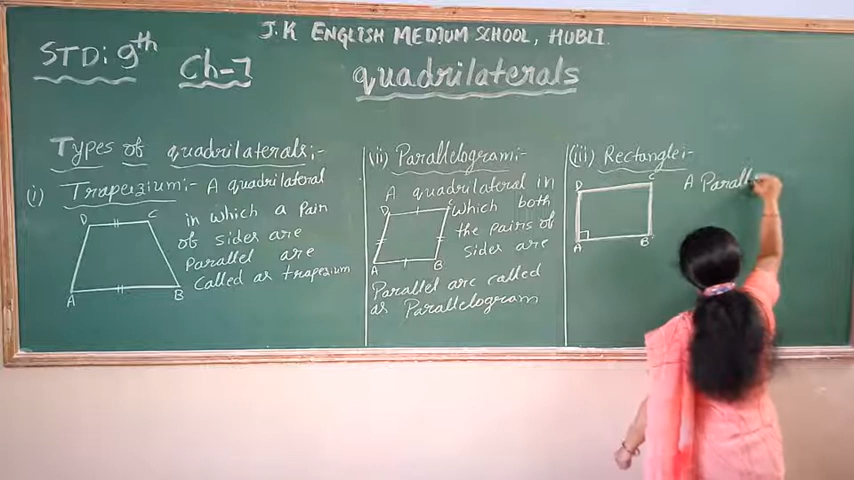 J.K ENGLISH MEDIUM SCHOOL, HUBLI.
STD: 9th
Ch-7
quadrilaterals
Types of quadrilaterals:-
(i) Trapezium:- A quadrilateral
in which a Pair
of sides are
Parallel are
called as trapezium
D C
A B
(ii) Parallelogram:-
A quadrilateral in
which both
the pairs of
sides are
Parallel are called
as Parallelogram
D C
A B
(iii) Rectangle:-
A Parall
D C
A B